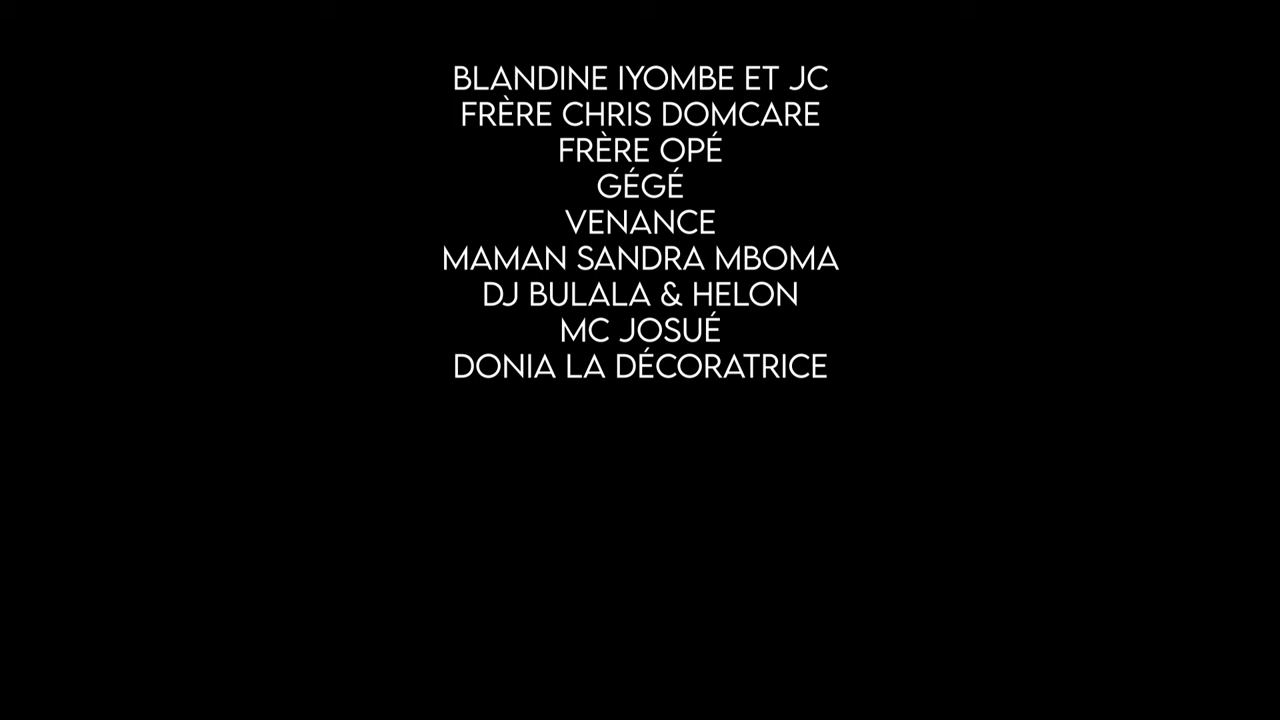 BLANDINE IYOMBE ET JC
FRÈRE CHRIS DOMCARE
FRÈRE OPÉ
GÉGÉ
VENANCE
MAMAN SANDRA MBOMA
DJ BULALA & HELON
MC JOSUÉ
DONIA LA DÉCORATRICE